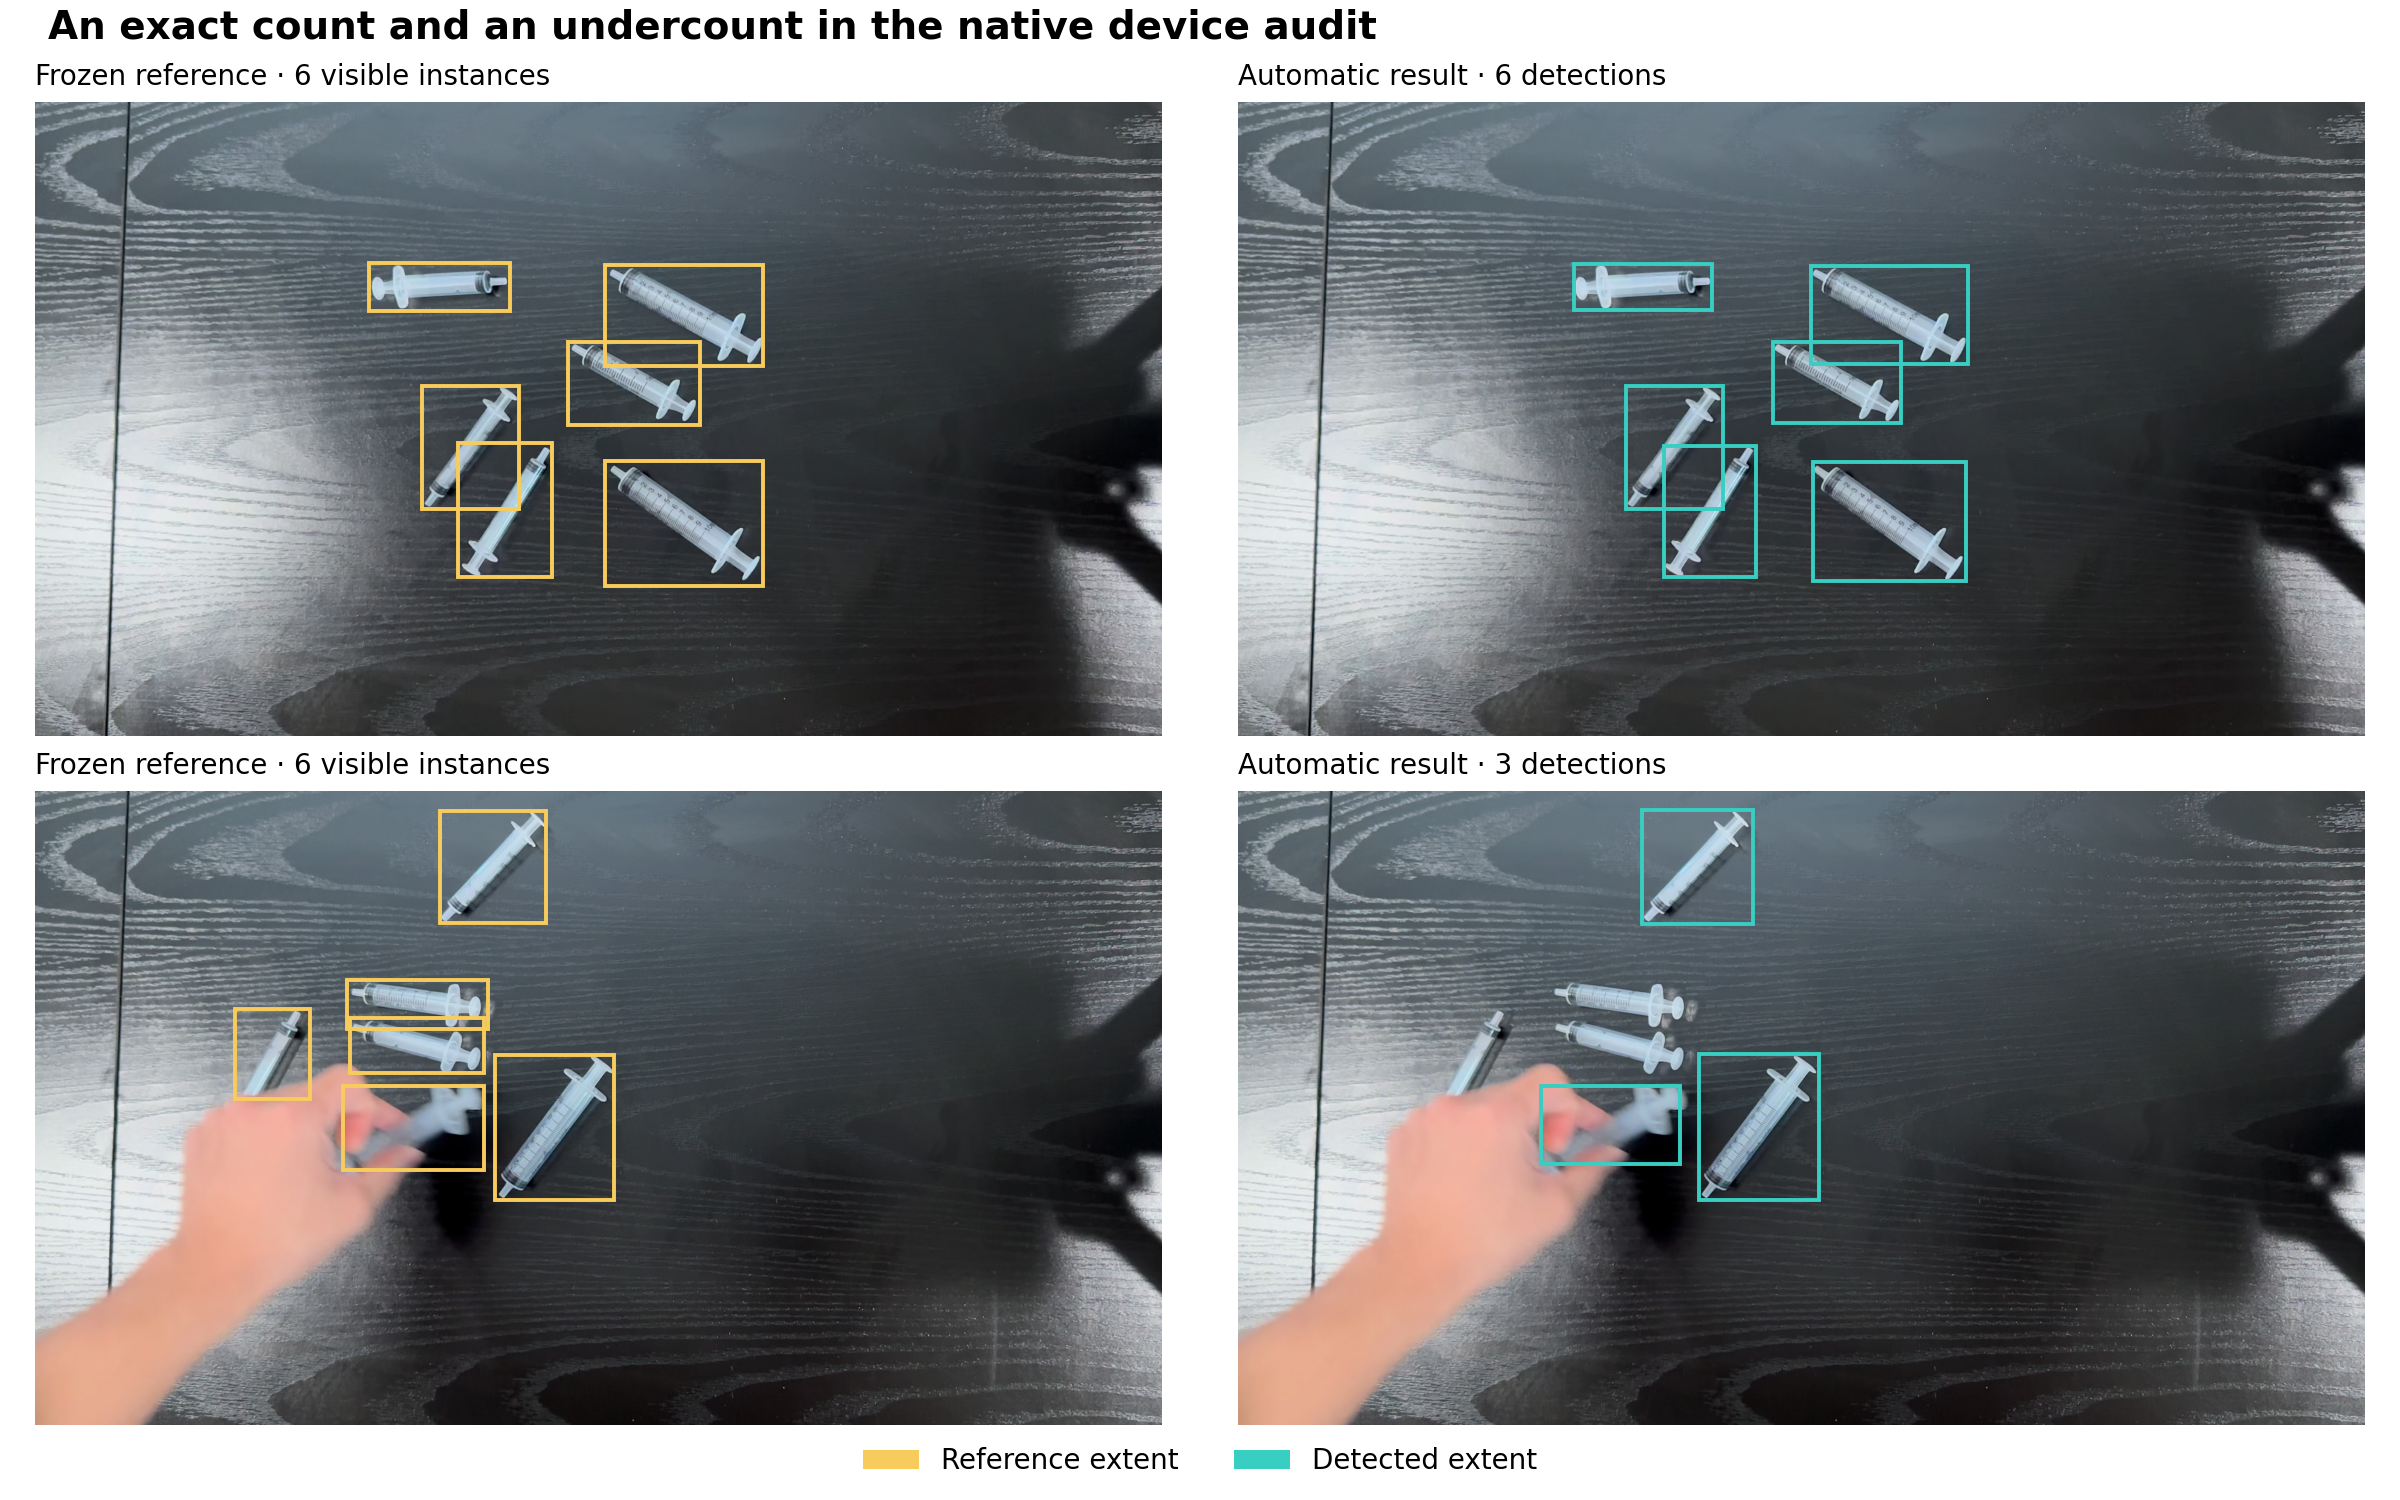 An exact count and an undercount in the native device audit
Frozen reference · 6 visible instances
Automatic result · 6 detections
Frozen reference · 6 visible instances
Automatic result · 3 detections
Reference extent
Detected extent